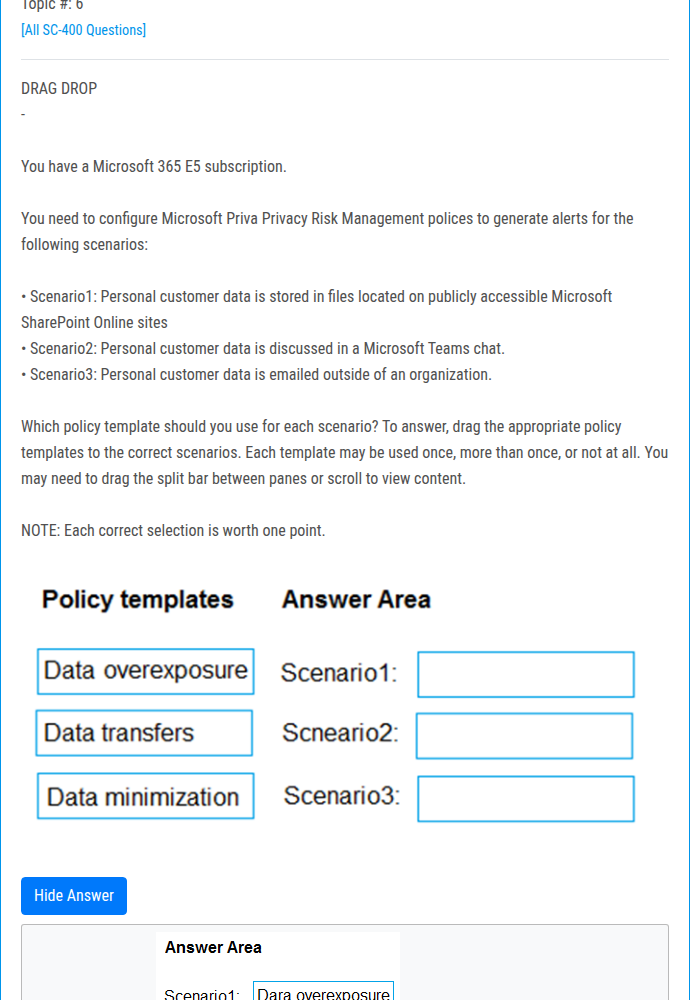 Topic #: 6
[All SC-400 Questions]
DRAG DROP
-
You have a Microsoft 365 E5 subscription.
You need to configure Microsoft Priva Privacy Risk Management polices to generate alerts for the
following scenarios:
• Scenario1: Personal customer data is stored in files located on publicly accessible Microsoft
SharePoint Online sites
• Scenario2: Personal customer data is discussed in a Microsoft Teams chat.
• Scenario3: Personal customer data is emailed outside of an organization.
Which policy template should you use for each scenario? To answer, drag the appropriate policy
templates to the correct scenarios. Each template may be used once, more than once, or not at all. You
may need to drag the split bar between panes or scroll to view content.
NOTE: Each correct selection is worth one point.
Policy templates Answer Area
Data overexposure Scenario1:
Data transfers Scneario2:
Data minimization Scenario3:
Hide Answer
Answer Area
Scenario1: Dara overexposure